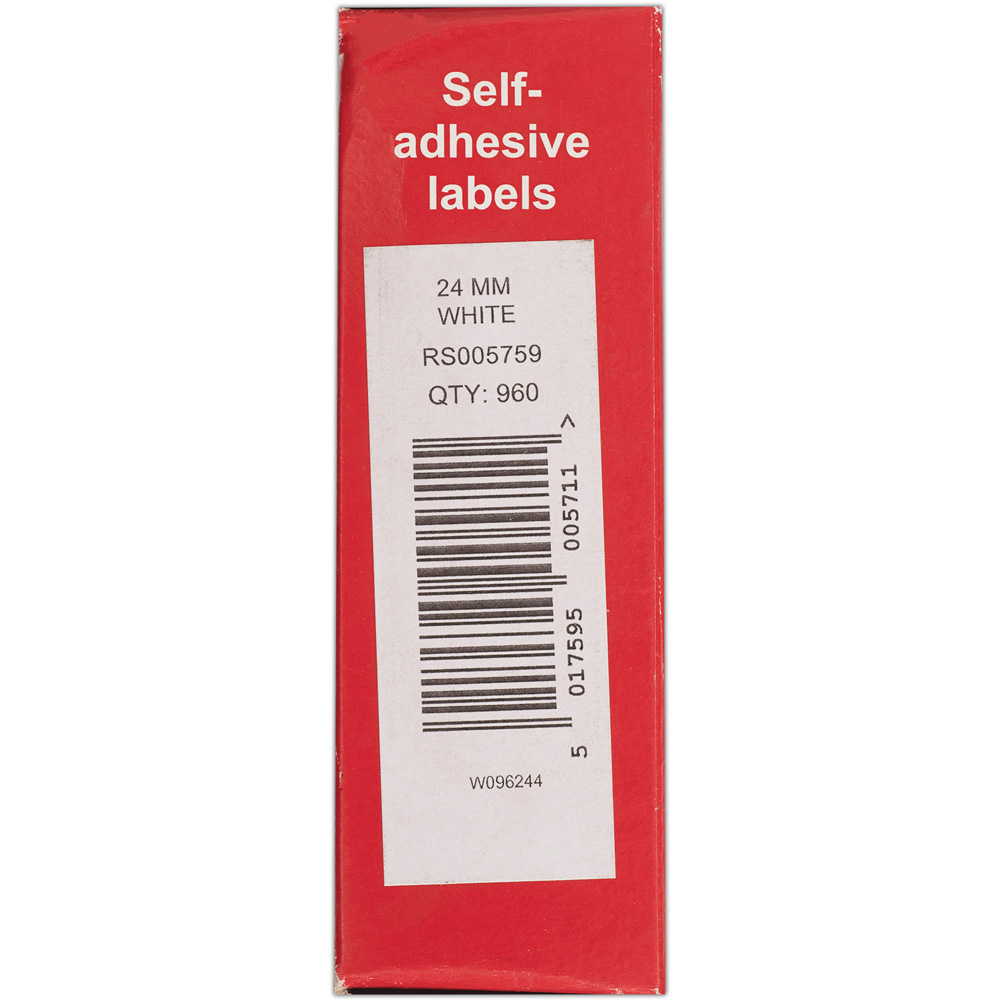 Self-
adhesive
labels
24 MM
WHITE
RS005759
QTY: 960
5 017595 005711 >
W096244